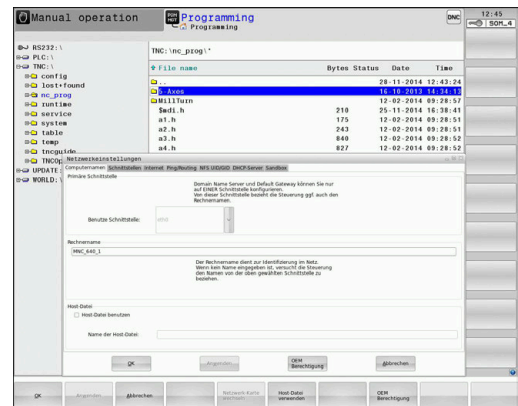 Manual operation
Programming
Programming
DNC
12:45
SOM_4
RS232:\
PLC:\
TNC:\
config
lost+found
nc_prog
runtime
service
system
table
temp
tncguide
TNCOp
UPDATE:
WORLD:\
TNC:\nc_prog\*
File name Bytes Status Date Time
.. 28-11-2014 12:43:24
5-Axes 16-10-2013 14:34:13
MillTurn 12-02-2014 09:28:57
$mdi.h 210 25-11-2014 16:38:41
a1.h 175 12-02-2014 09:28:51
a2.h 243 12-02-2014 09:28:51
a3.h 840 12-02-2014 09:28:52
a4.h 827 12-02-2014 09:28:52
Netzwerkeinstellungen
Computernamen Schnittstellen Internet Ping/Routing NFS UID/GID DHCP-Server Sandbox
Primäre Schnittstelle
Domain Name Server und Default Gateway können Sie nur
auf EINER Schnittstelle konfigurieren.
Von dieser Schnittstelle bezieht die Steuerung ggf. auch den
Rechnernamen.
Benutze Schnittstelle:
Rechnername
MNC_640_1
Der Rechnername dient zur Identifizierung im Netz.
Wenn kein Name eingegeben ist, versucht die Steuerung
den Namen von der oben gewählten Schnittstelle zu
beziehen.
Host-Datei
Host-Datei benutzen
Name der Host-Datei:
OK Anwenden OEM Berechtigung Abbrechen
OK Anwenden Abbrechen Netzwerk-Karte Host-Datei verwenden OEM Berechtigung